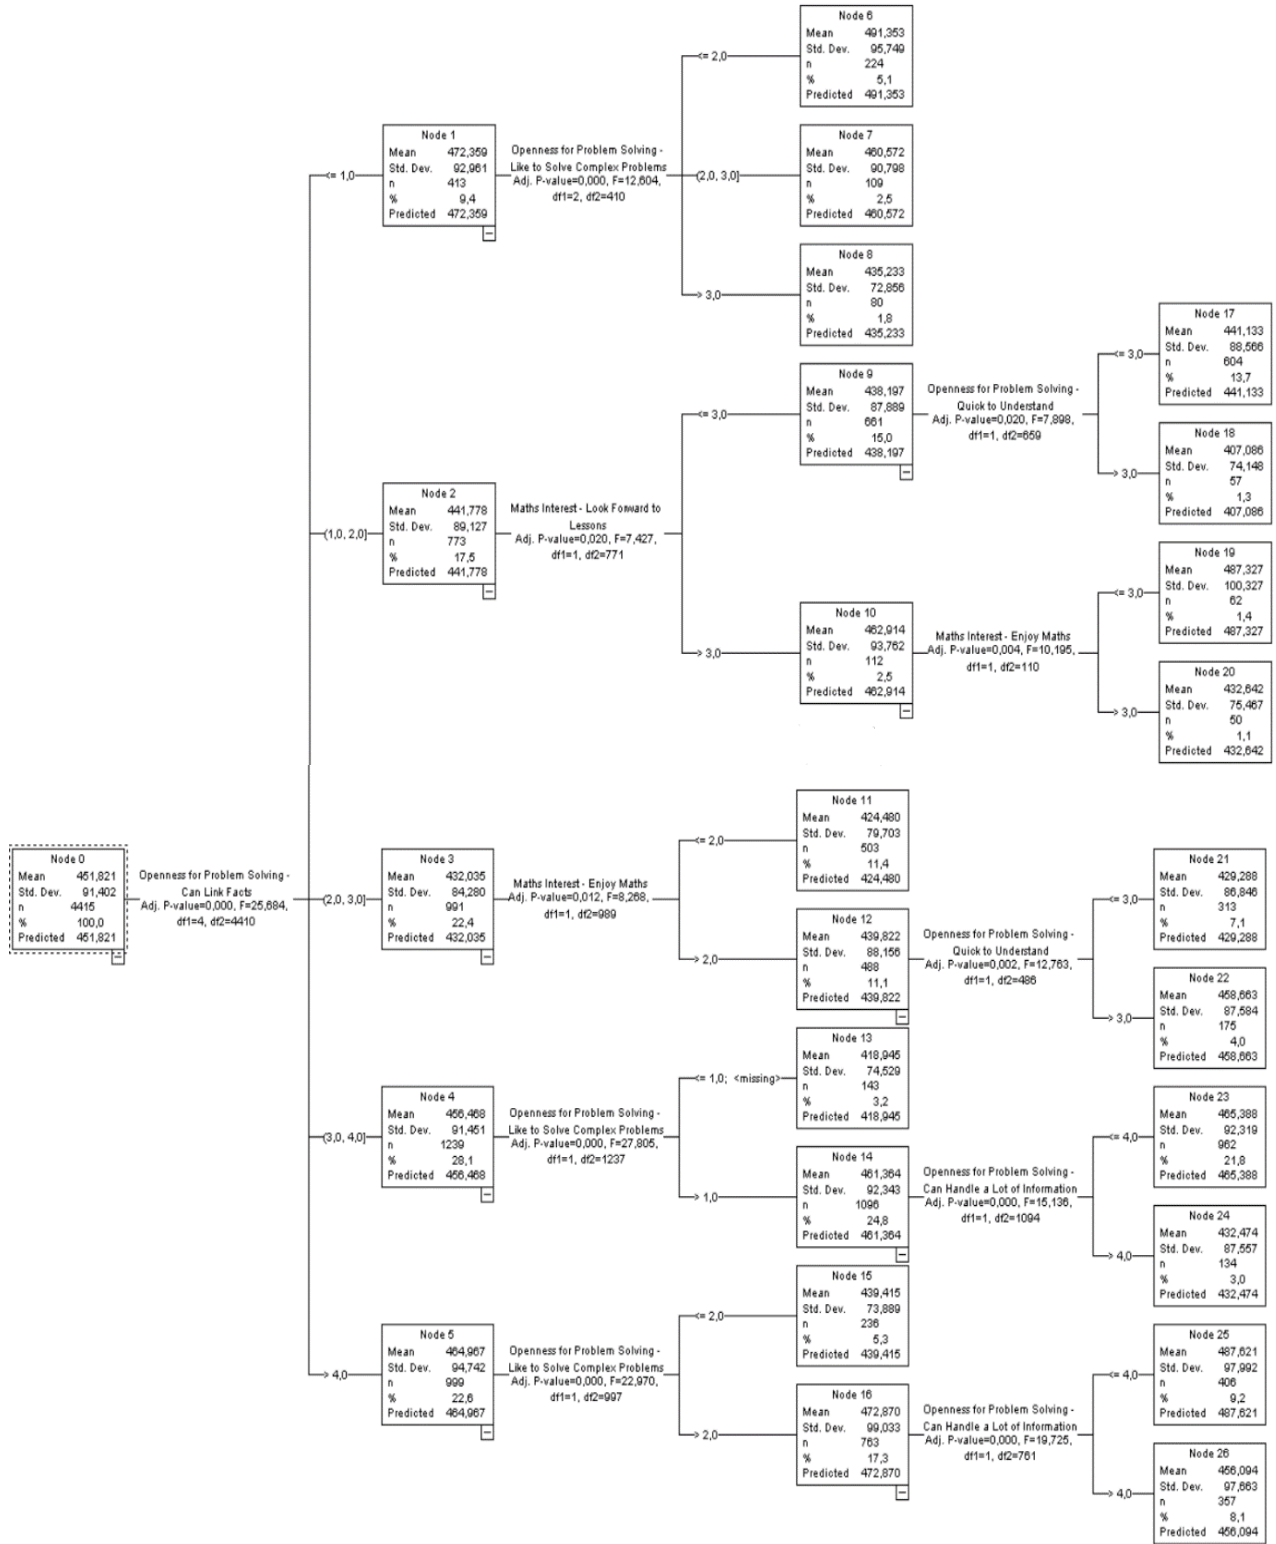 Node 0
Mean 451,821
Std. Dev. 91,402
n 4415
% 100,0
Predicted 451,821
Openness for Problem Solving -
Can Link Facts
Adj. P-value=0,000, F=25,684,
df1=4, df2=4410
<= 1,0
Node 1
Mean 472,359
Std. Dev. 92,961
n 413
% 9,4
Predicted 472,359
Openness for Problem Solving -
Like to Solve Complex Problems
Adj. P-value=0,000, F=12,604,
df1=2, df2=410
<= 2,0
Node 6
Mean 491,353
Std. Dev. 95,749
n 224
% 5,1
Predicted 491,353
(2,0, 3,0]
Node 7
Mean 460,572
Std. Dev. 90,798
n 109
% 2,5
Predicted 460,572
> 3,0
Node 8
Mean 435,233
Std. Dev. 72,856
n 80
% 1,8
Predicted 435,233
(1,0, 2,0]
Node 2
Mean 441,778
Std. Dev. 89,127
n 773
% 17,5
Predicted 441,778
Maths Interest - Look Forward to
Lessons
Adj. P-value=0,020, F=7,427,
df1=1, df2=771
<= 3,0
Node 9
Mean 438,197
Std. Dev. 87,889
n 661
% 15,0
Predicted 438,197
Openness for Problem Solving -
Quick to Understand
Adj. P-value=0,020, F=7,898,
df1=1, df2=659
<= 3,0
Node 17
Mean 441,133
Std. Dev. 88,566
n 604
% 13,7
Predicted 441,133
> 3,0
Node 18
Mean 407,086
Std. Dev. 74,148
n 57
% 1,3
Predicted 407,086
> 3,0
Node 10
Mean 462,914
Std. Dev. 93,762
n 112
% 2,5
Predicted 462,914
Maths Interest - Enjoy Maths
Adj. P-value=0,004, F=10,195,
df1=1, df2=110
<= 3,0
Node 19
Mean 487,327
Std. Dev. 100,327
n 62
% 1,4
Predicted 487,327
> 3,0
Node 20
Mean 432,642
Std. Dev. 75,467
n 50
% 1,1
Predicted 432,642
(2,0, 3,0]
Node 3
Mean 432,035
Std. Dev. 84,280
n 991
% 22,4
Predicted 432,035
Maths Interest - Enjoy Maths
Adj. P-value=0,012, F=8,268,
df1=1, df2=989
<= 2,0
Node 11
Mean 424,480
Std. Dev. 79,703
n 503
% 11,4
Predicted 424,480
> 2,0
Node 12
Mean 439,822
Std. Dev. 88,156
n 488
% 11,1
Predicted 439,822
Openness for Problem Solving -
Quick to Understand
Adj. P-value=0,002, F=12,763,
df1=1, df2=486
<= 3,0
Node 21
Mean 429,288
Std. Dev. 86,846
n 313
% 7,1
Predicted 429,288
> 3,0
Node 22
Mean 458,663
Std. Dev. 87,584
n 175
% 4,0
Predicted 458,663
(3,0, 4,0]
Node 4
Mean 456,468
Std. Dev. 91,451
n 1239
% 28,1
Predicted 456,468
Openness for Problem Solving -
Like to Solve Complex Problems
Adj. P-value=0,000, F=27,805,
df1=1, df2=1237
<= 1,0; <missing>
Node 13
Mean 418,945
Std. Dev. 74,529
n 143
% 3,2
Predicted 418,945
> 1,0
Node 14
Mean 461,364
Std. Dev. 92,343
n 1096
% 24,8
Predicted 461,364
Openness for Problem Solving -
Can Handle a Lot of Information
Adj. P-value=0,000, F=15,136,
df1=1, df2=1094
<= 4,0
Node 23
Mean 465,388
Std. Dev. 92,319
n 962
% 21,8
Predicted 465,388
> 4,0
Node 24
Mean 432,474
Std. Dev. 87,557
n 134
% 3,0
Predicted 432,474
> 4,0
Node 5
Mean 464,967
Std. Dev. 94,742
n 999
% 22,6
Predicted 464,967
Openness for Problem Solving -
Like to Solve Complex Problems
Adj. P-value=0,000, F=22,970,
df1=1, df2=997
<= 2,0
Node 15
Mean 439,415
Std. Dev. 73,889
n 236
% 5,3
Predicted 439,415
> 2,0
Node 16
Mean 472,870
Std. Dev. 99,033
n 763
% 17,3
Predicted 472,870
Openness for Problem Solving -
Can Handle a Lot of Information
Adj. P-value=0,000, F=19,725,
df1=1, df2=761
<= 4,0
Node 25
Mean 487,621
Std. Dev. 97,992
n 406
% 9,2
Predicted 487,621
> 4,0
Node 26
Mean 456,094
Std. Dev. 97,663
n 357
% 8,1
Predicted 456,094